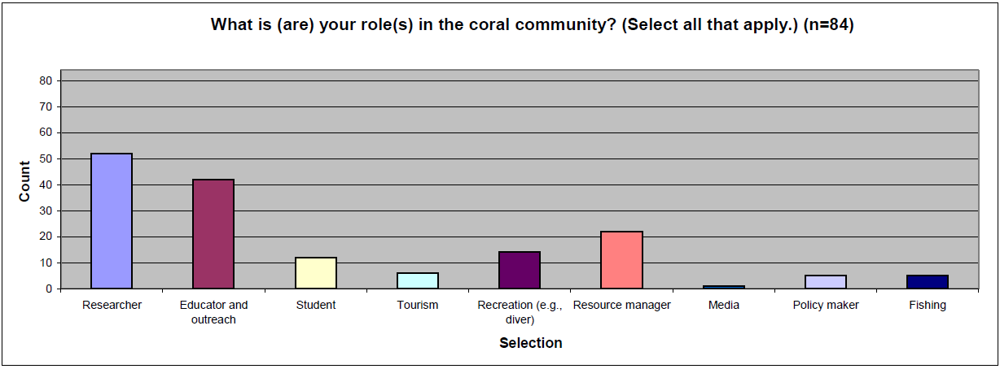 What is (are) your role(s) in the coral community? (Select all that apply.) (n=84)
80
70
60
50
40
30
20
10
0
Count
Researcher
Educator and
outreach
Student
Tourism
Recreation (e.g.,
diver)
Resource manager
Media
Policy maker
Fishing
Selection